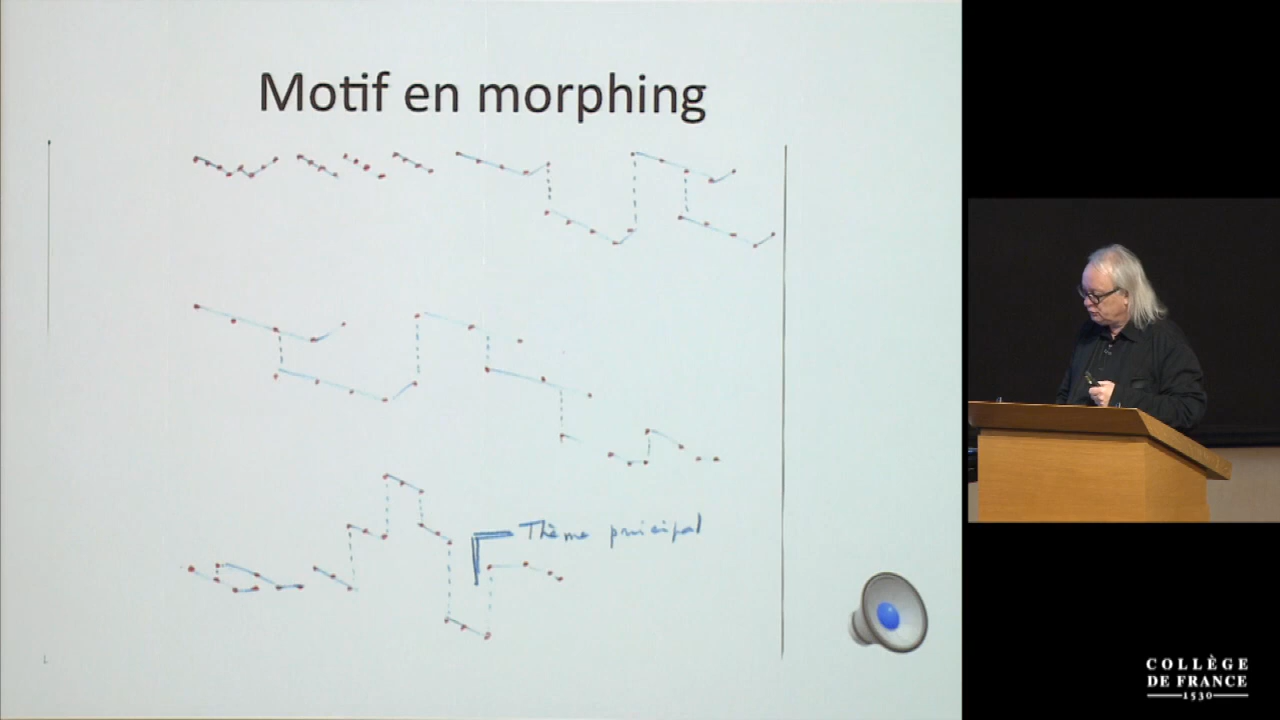 Motif en morphing
Thème principal
COLLÈGE
DE FRANCE
1530